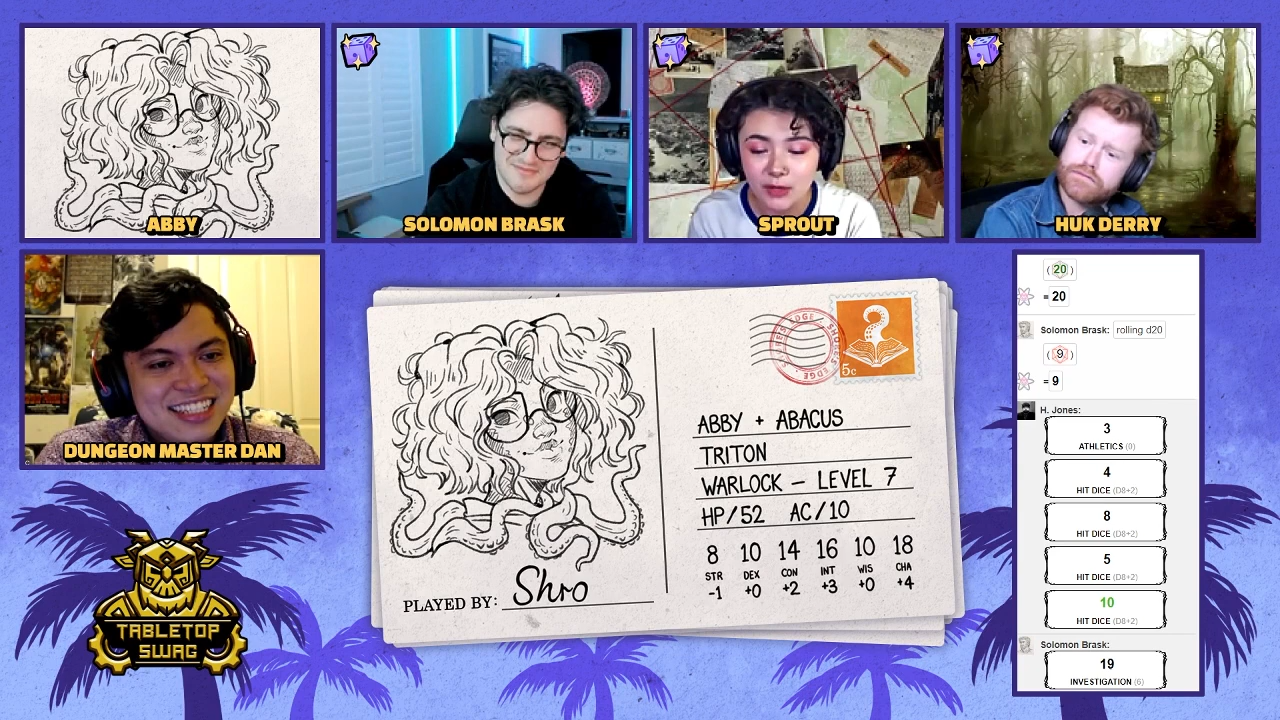 ABBY
SOLOMON BRASK
SPROUT
HUK DERRY
DUNGEON MASTER DAN
TABLETOP
SWAG
SHUK'S EDGE
5c
ABBY + ABACUS
TRITON
WARLOCK – LEVEL 7
HP/52 AC/10
8 10 14 16 10 18
STR DEX CON INT WIS CHA
-1 +0 +2 +3 +0 +4
PLAYED BY: Shro
(20)
= 20
Solomon Brask: rolling d20
(9)
= 9
H. Jones:
3
ATHLETICS (0)
4
HIT DICE (D8+2)
8
HIT DICE (D8+2)
5
HIT DICE (D8+2)
10
HIT DICE (D8+2)
Solomon Brask:
19
INVESTIGATION (6)